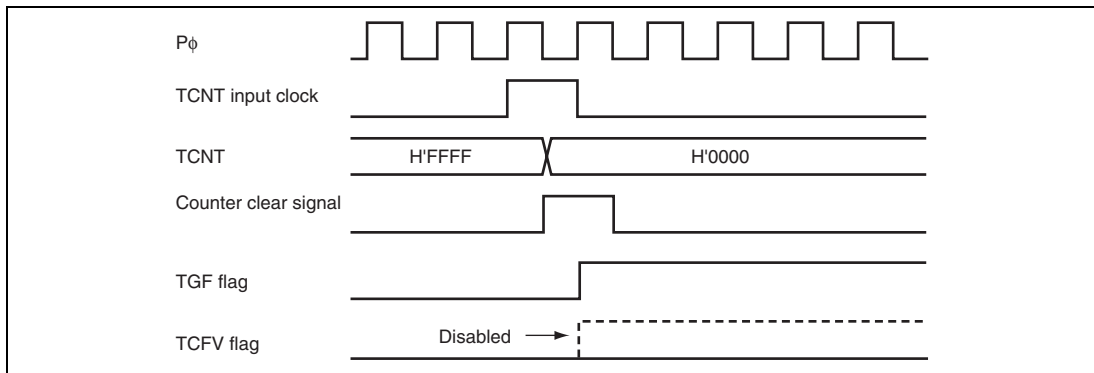 Pϕ
TCNT input clock
TCNT
H'FFFF
H'0000
Counter clear signal
TGF flag
Disabled
TCFV flag